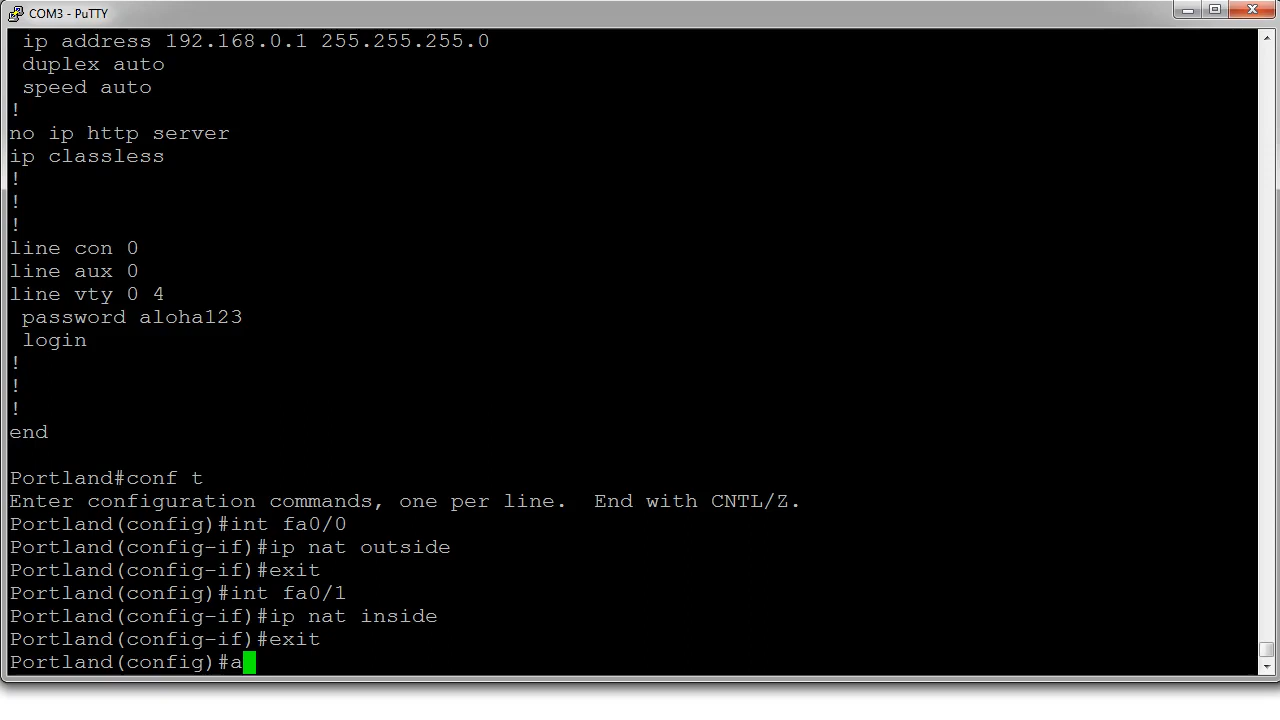 COM3 - PuTTY
ip address 192.168.0.1 255.255.255.0
duplex auto
speed auto
!
no ip http server
ip classless
!
!
!
line con 0
line aux 0
line vty 0 4
password aloha123
login
!
!
!
end
Portland#conf t
Enter configuration commands, one per line.  End with CNTL/Z.
Portland(config)#int fa0/0
Portland(config-if)#ip nat outside
Portland(config-if)#exit
Portland(config)#int fa0/1
Portland(config-if)#ip nat inside
Portland(config-if)#exit
Portland(config)#a